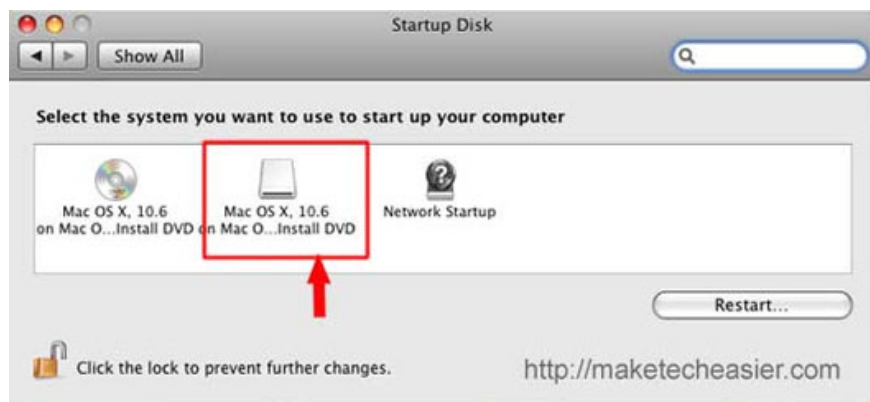 Startup Disk
Show All
Select the system you want to use to start up your computer
Mac OS X, 10.6
on Mac O...Install DVD
Mac OS X, 10.6
on Mac O...Install DVD
Network Startup
Restart...
Click the lock to prevent further changes.
http://maketecheasier.com